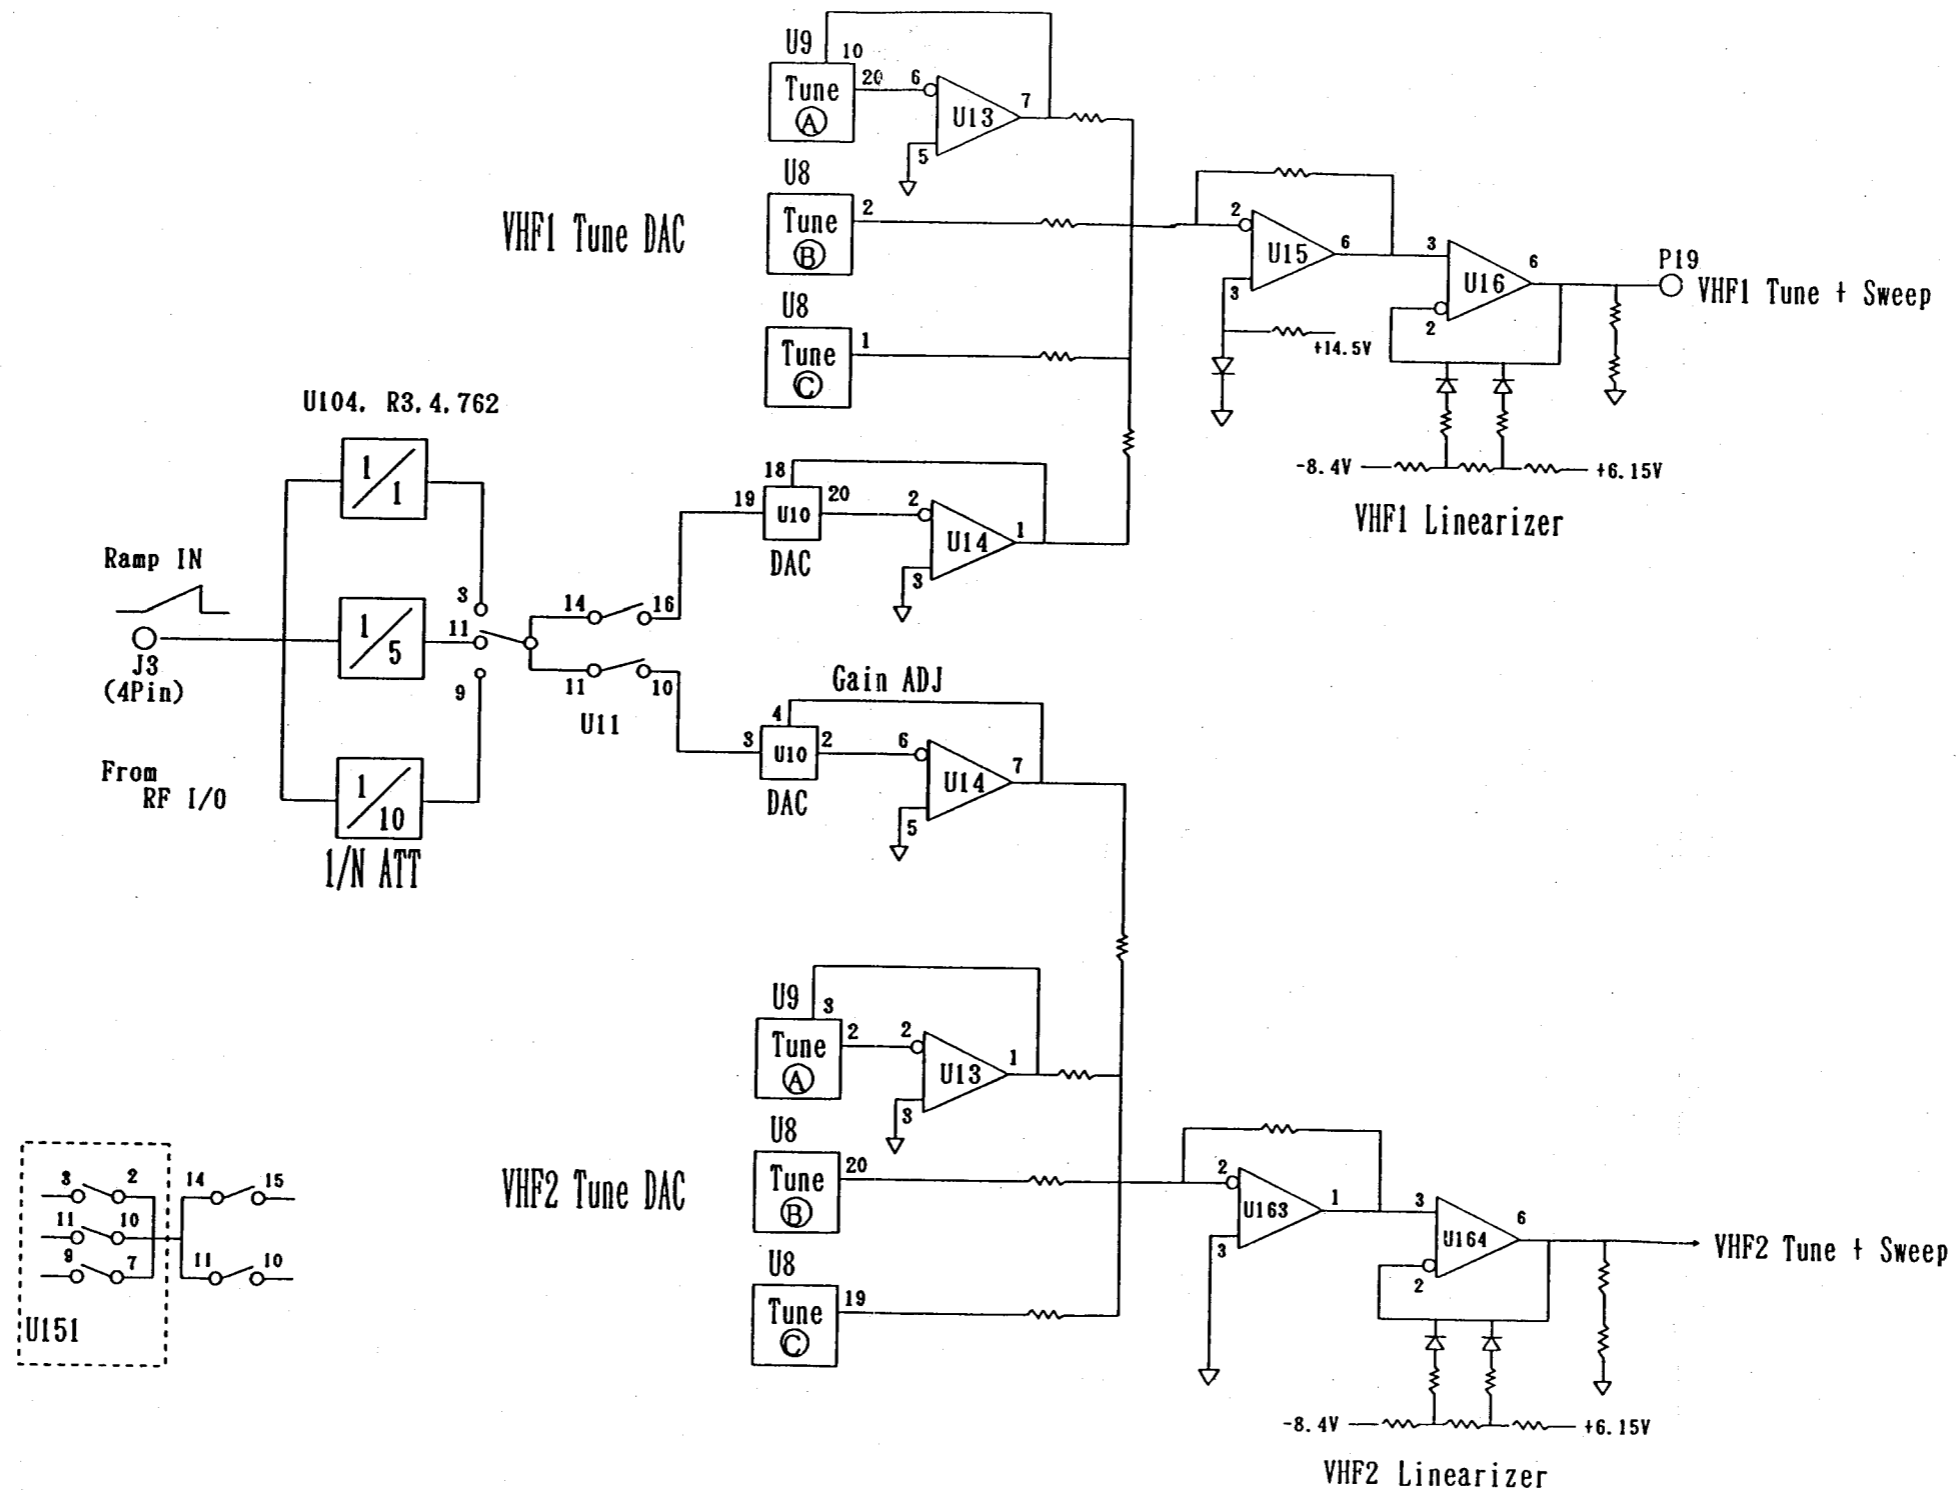 U9
10
Tune
20
6
Ⓐ
U13
7
5
U8
VHF1 Tune DAC
Tune
2
Ⓑ
2
U15
6
3
+14.5V
3
U16
6
2
P19
VHF1 Tune + Sweep
U8
Tune
1
Ⓒ
-8.4V
+6.15V
VHF1 Linearizer
U104. R3.4.762
1/1
18
19
U10
20
DAC
2
U14
1
3
Ramp IN
J3
(4Pin)
1/5
3
11
9
14
16
11
10
U11
Gain ADJ
4
3
U10
2
DAC
6
U14
7
5
From
RF I/O
1/10
1/N ATT
U9
3
Tune
2
Ⓐ
2
U13
1
3
U8
VHF2 Tune DAC
Tune
20
Ⓑ
2
U163
1
3
3
U164
6
2
VHF2 Tune + Sweep
U8
Tune
19
Ⓒ
-8.4V
+6.15V
VHF2 Linearizer
3
2
14
15
11
10
9
7
11
10
U151